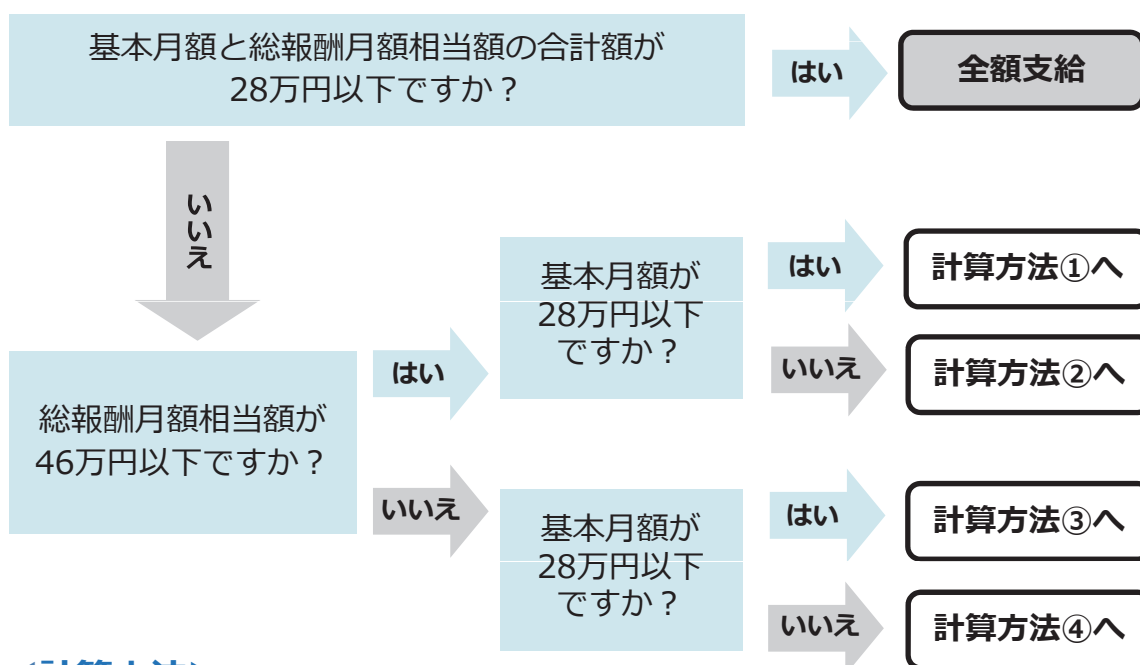 基本月額と総報酬月額相当額の合計額が
28万円以下ですか？
はい
全額支給
いいえ
総報酬月額相当額が
46万円以下ですか？
はい
基本月額が
28万円以下
ですか？
はい
計算方法①へ
いいえ
計算方法②へ
いいえ
基本月額が
28万円以下
ですか？
はい
計算方法③へ
いいえ
計算方法④へ